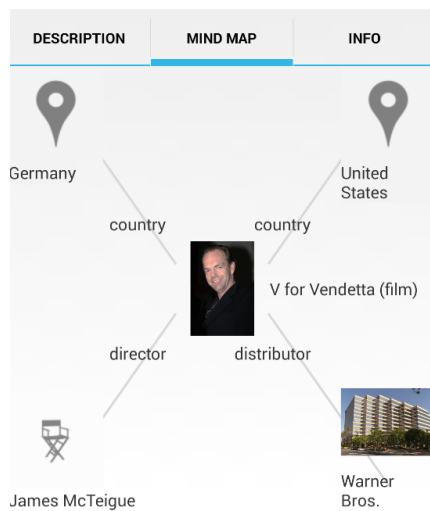 DESCRIPTION
MIND MAP
INFO
Germany
United
States
country
country
V for Vendetta (film)
director
distributor
James McTeigue
Warner
Bros.